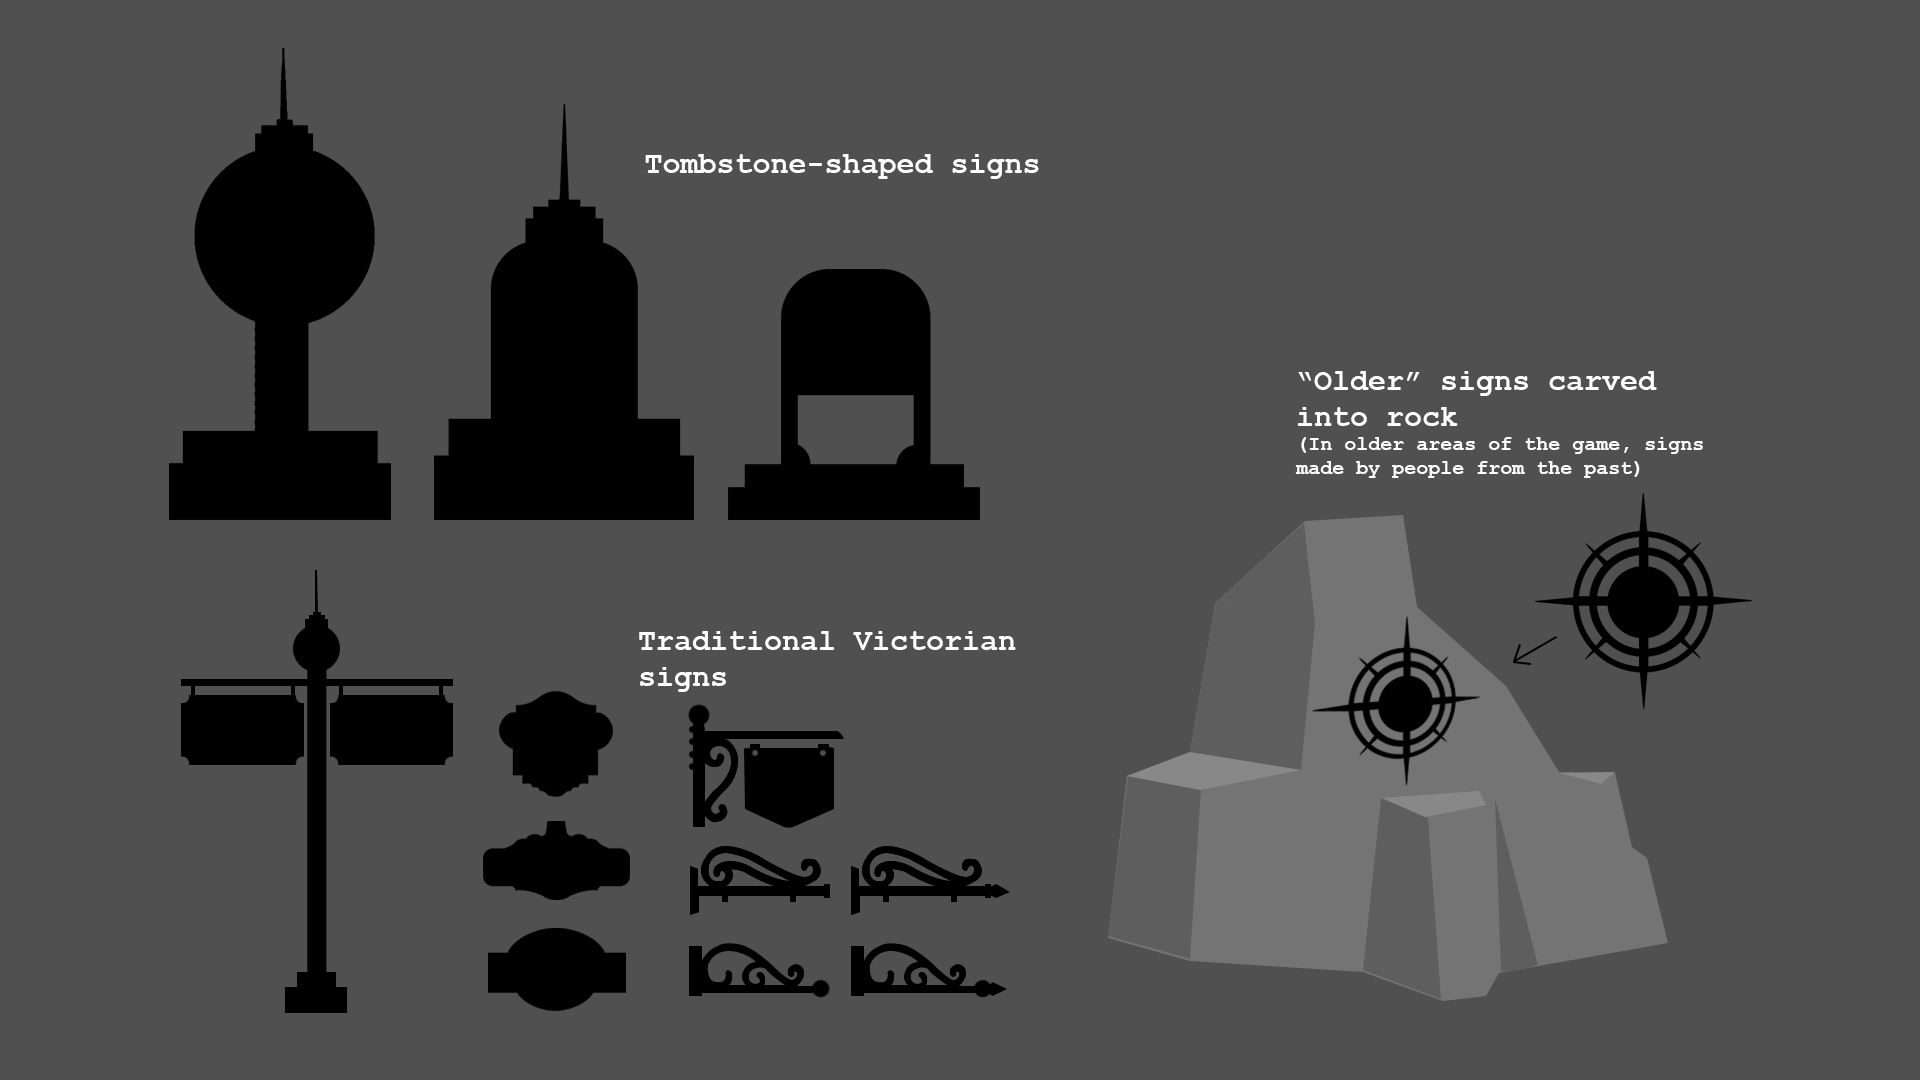 Tombstone-shaped signs
“Older” signs carved
into rock
(In older areas of the game, signs
made by people from the past)
Traditional Victorian
signs